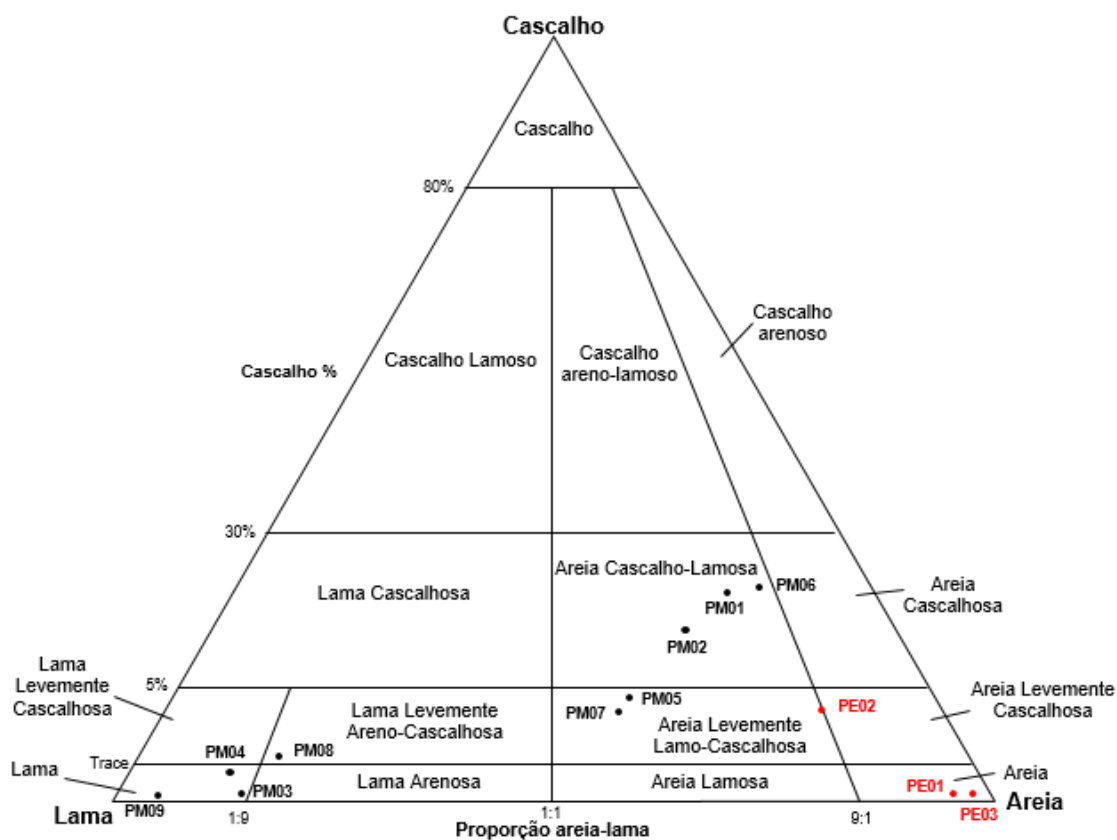 Cascalho
Cascalho
80%
Cascalho
arenoso
Cascalho Lamoso
Cascalho
areno-lamoso
Cascalho %
30%
Areia Cascalho-Lamosa
PM06
Areia
Cascalhosa
Lama Cascalhosa
PM01
PM02
Lama
Levemente
Cascalhosa
5%
Areia Levemente
Cascalhosa
Lama Levemente
Areno-Cascalhosa
PM05
PM07
PE02
Areia Levemente
Lamo-Cascalhosa
PM04
PM08
Trace
Lama
Lama Arenosa
Areia Lamosa
Areia
PM09
PM03
PE01
PE03
Lama
1:9
1:1
9:1
Areia
Proporção areia-lama